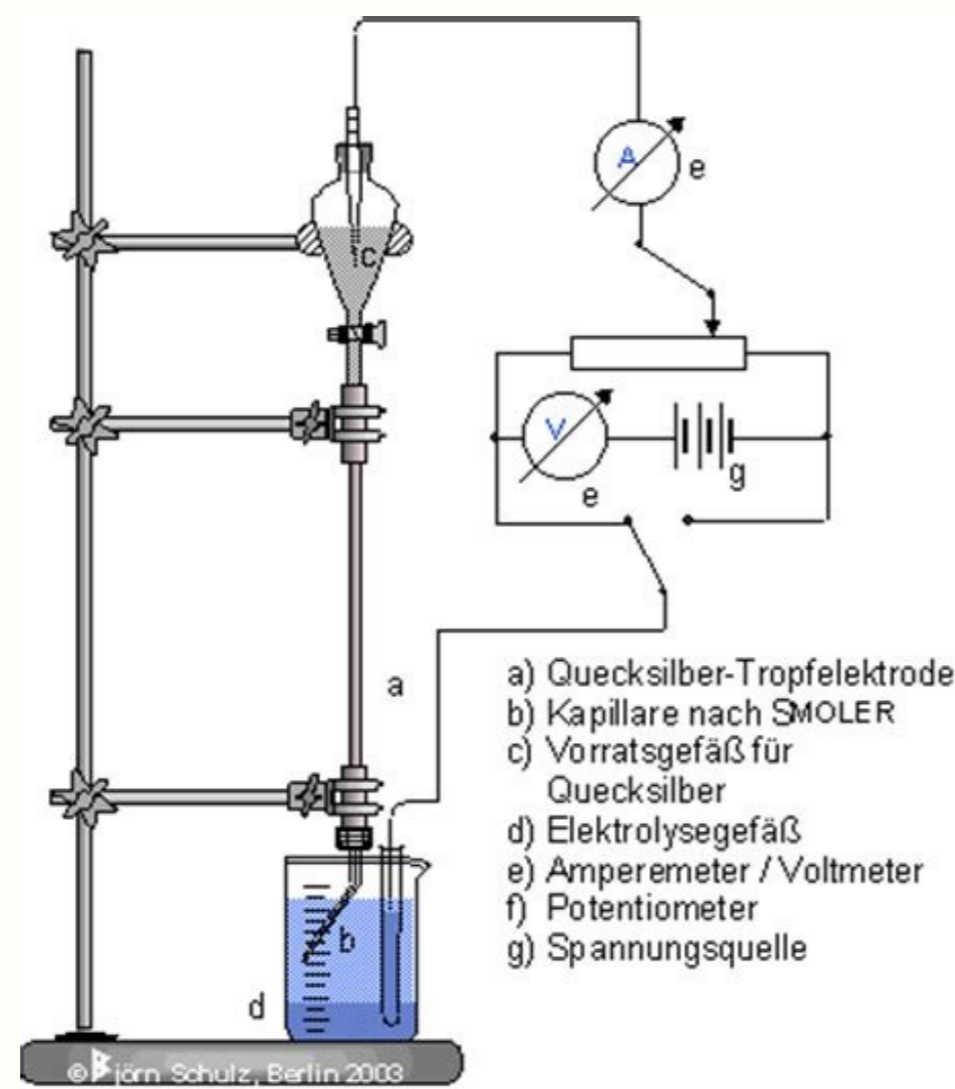 A
e
c
V
e
g
a
a) Quecksilber-Tropfelektrode
b) Kapillare nach SMOLER
c) Vorratsgefäß für
Quecksilber
d) Elektrolysegefäß
e) Amperemeter / Voltmeter
f) Potentiometer
g) Spannungsquelle
b
d
© Björn Schulz, Berlin 2003